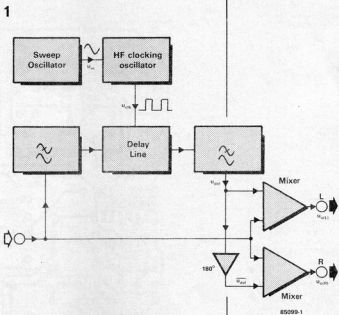 1
Sweep
Oscillator
HF clocking
oscillator
Delay
Line
Mixer
L
R
180°
Mixer
85099-1